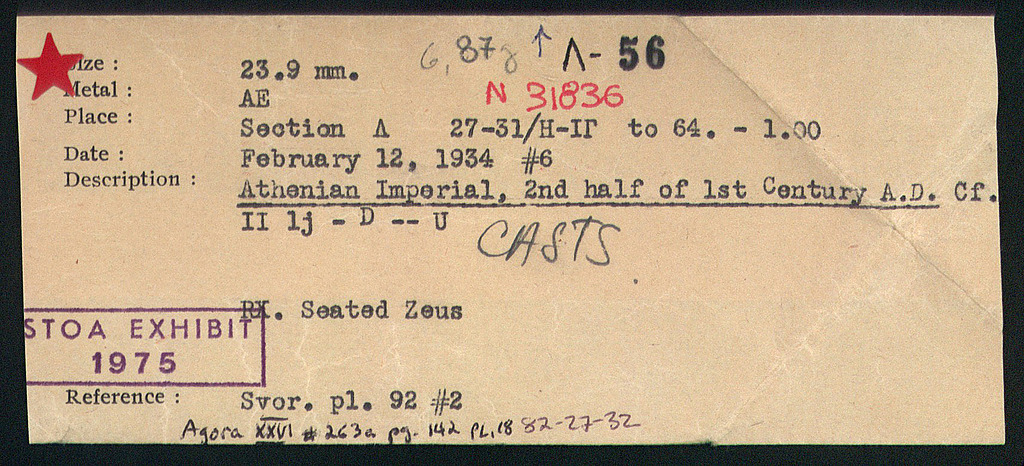 6,87g ↑ Λ- 56
Size : 23.9 mm.
N 31836
Metal : AE
Place : Section Λ 27-31/H-IΓ to 64. - 1.00
Date : February 12, 1934 #6
Description : Athenian Imperial, 2nd half of 1st Century A.D. Cf.
II 1j - D -- U
CASTS
. Seated Zeus
STOA EXHIBIT
1975
Reference : Svor. pl. 92 #2
Agora XXVI # 263a pg. 142 PL,18 82-27-32